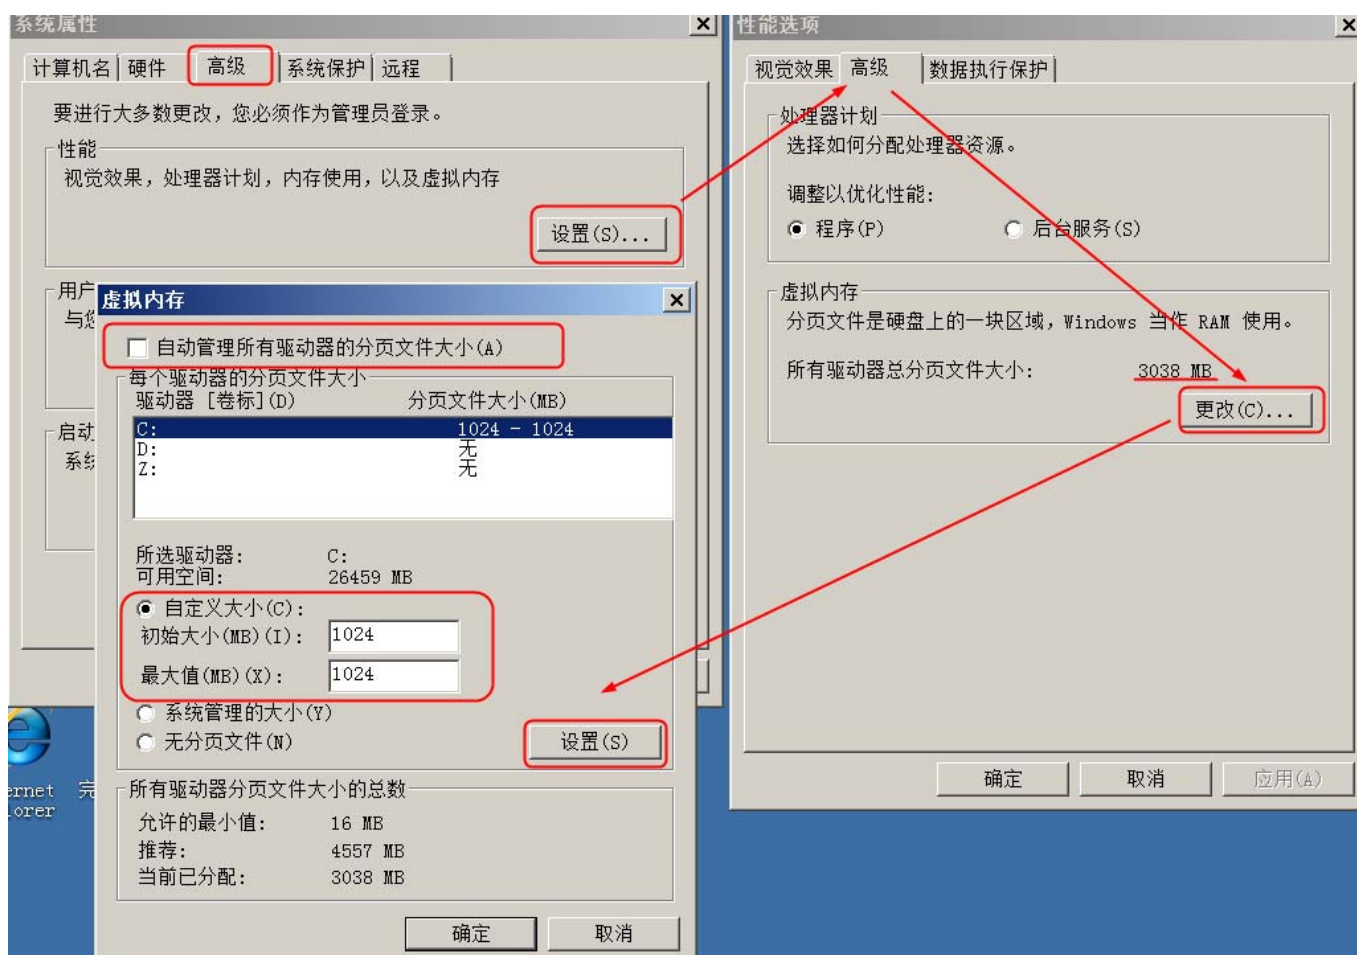 系统属性
计算机名 硬件 高级 系统保护 远程
要进行大多数更改，您必须作为管理员登录。
性能
视觉效果，处理器计划，内存使用，以及虚拟内存
设置(S)...
用户
与您
启动
系统
虚拟内存
自动管理所有驱动器的分页文件大小(A)
每个驱动器的分页文件大小
驱动器 [卷标](D) 分页文件大小(MB)
C: 1024 - 1024
D: 无
Z: 无
所选驱动器: C:
可用空间: 26459 MB
自定义大小(C):
初始大小(MB)(I): 1024
最大值(MB)(X): 1024
系统管理的大小(Y)
无分页文件(N)
设置(S)
所有驱动器分页文件大小的总数
允许的最小值: 16 MB
推荐: 4557 MB
当前已分配: 3038 MB
确定 取消
性能选项
视觉效果 高级 数据执行保护
处理器计划
选择如何分配处理器资源。
调整以优化性能:
程序(P) 后台服务(S)
虚拟内存
分页文件是硬盘上的一块区域，Windows 当作 RAM 使用。
所有驱动器总分页文件大小: 3038 MB
更改(C)...
确定 取消 应用(A)
ernet 完
lorer